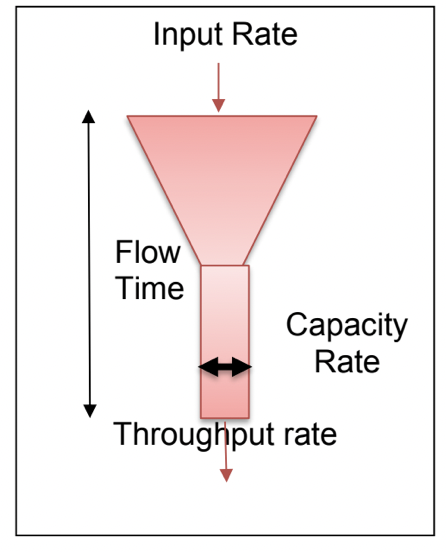 Input Rate
Flow
Time
Capacity
Rate
Throughput rate